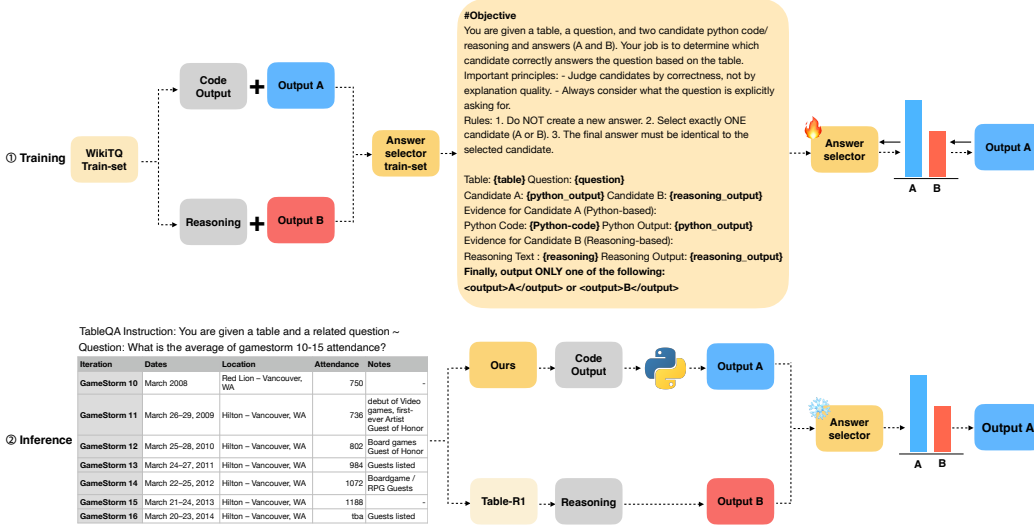 #Objective
You are given a table, a question, and two candidate python code/
reasoning and answers (A and B). Your job is to determine which
candidate correctly answers the question based on the table.
Important principles: - Judge candidates by correctness, not by
explanation quality. - Always consider what the question is explicitly
asking for.
Rules: 1. Do NOT create a new answer. 2. Select exactly ONE
candidate (A or B). 3. The final answer must be identical to the
selected candidate.
Table: {table} Question: {question}
Candidate A: {python_output} Candidate B: {reasoning_output}
Evidence for Candidate A (Python-based):
Python Code: {Python-code} Python Output: {python_output}
Evidence for Candidate B (Reasoning-based):
Reasoning Text : {reasoning} Reasoning Output: {reasoning_output}
Finally, output ONLY one of the following:
<output>A</output> or <output>B</output>
① Training
WikiTQ
Train-set
Code
Output
+
Output A
Reasoning
+
Output B
Answer
selector
train-set
Answer
selector
A B
Output A
② Inference
TableQA Instruction: You are given a table and a related question ~
Question: What is the average of gamestorm 10-15 attendance?
Iteration Dates Location Attendance Notes
GameStorm 10 March 2008 Red Lion – Vancouver, 750 -
WA
GameStorm 11 March 26–29, 2009 Hilton – Vancouver, WA 736 debut of Video
games, first-
ever Artist
Guest of Honor
GameStorm 12 March 25–28, 2010 Hilton – Vancouver, WA 802 Board games
Guest of Honor
GameStorm 13 March 24–27, 2011 Hilton – Vancouver, WA 984 Guests listed
GameStorm 14 March 22–25, 2012 Hilton – Vancouver, WA 1072 Boardgame /
RPG Guests
GameStorm 15 March 21–24, 2013 Hilton – Vancouver, WA 1188 -
GameStorm 16 March 20–23, 2014 Hilton – Vancouver, WA tba Guests listed
Ours
Code
Output
Output A
Table-R1
Reasoning
Output B
Answer
selector
A B
Output A